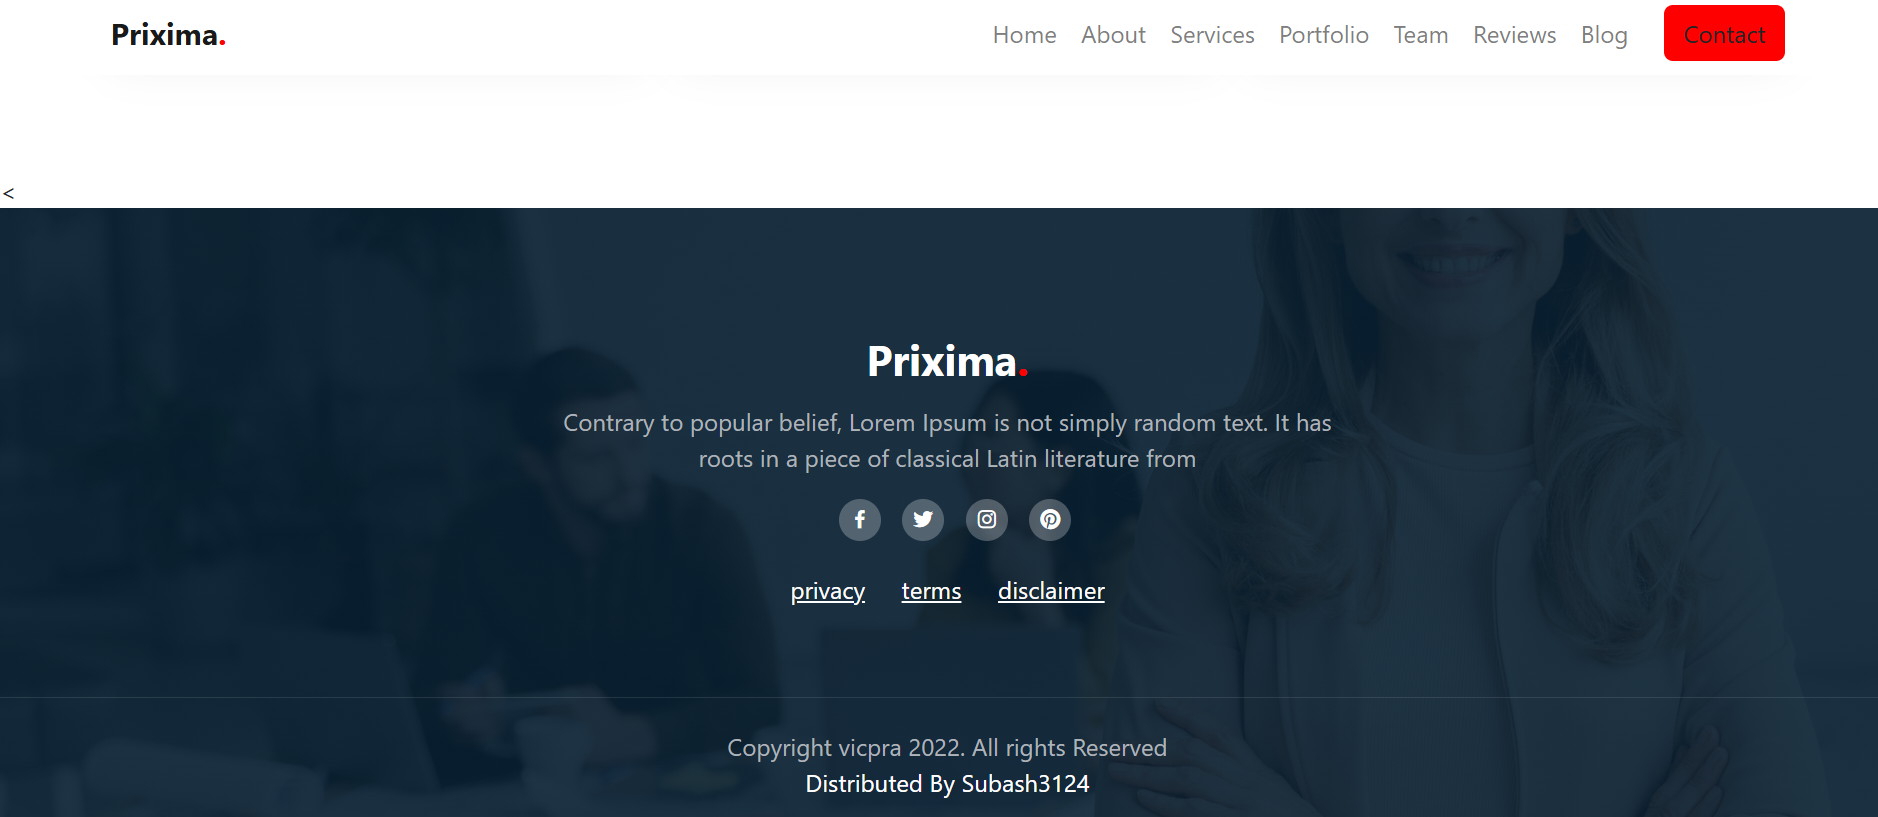 Prixima.
Home About Services Portfolio Team Reviews Blog Contact
<
Prixima.
Contrary to popular belief, Lorem Ipsum is not simply random text. It has
roots in a piece of classical Latin literature from
privacy terms disclaimer
Copyright vicpra 2022. All rights Reserved
Distributed By Subash3124